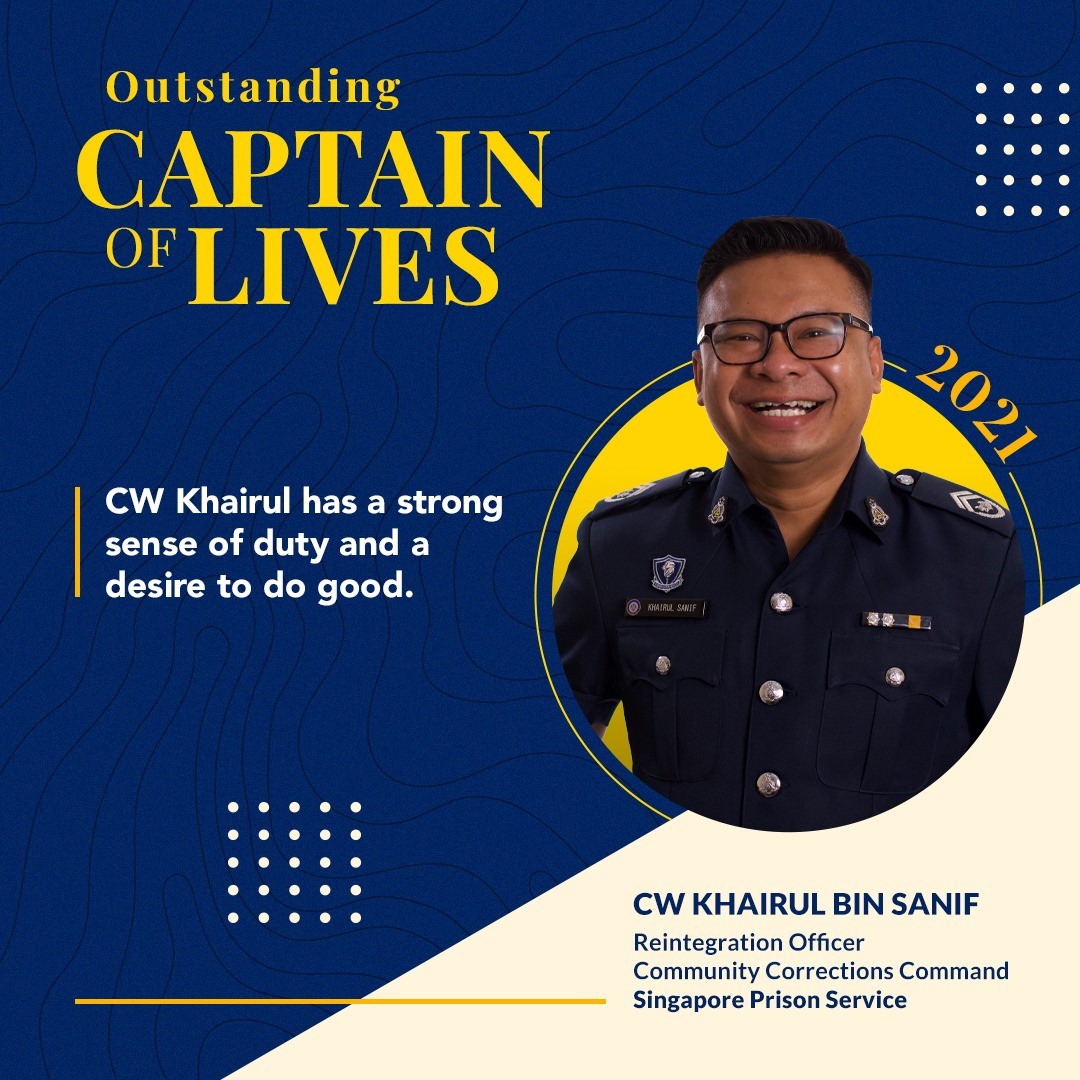 Outstanding
CAPTAIN
OF LIVES
2021
CW Khairul has a strong
sense of duty and a
desire to do good.
KHAIRUL SANIF
CW KHAIRUL BIN SANIF
Reintegration Officer
Community Corrections Command
Singapore Prison Service